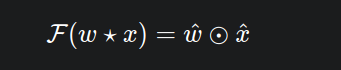 ℱ(w ⋆ x) = ŵ ⊙ x̂